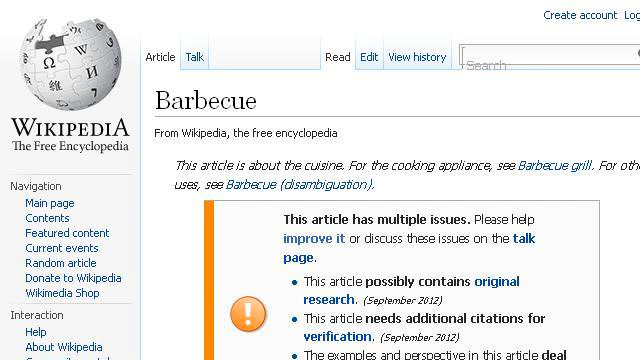 Create account Log
Article Talk Read Edit View history Search
Barbecue
WIKIPEDIA
The Free Encyclopedia
From Wikipedia, the free encyclopedia
This article is about the cuisine. For the cooking appliance, see Barbecue grill. For othe
uses, see Barbecue (disambiguation).
Navigation
Main page
Contents
Featured content
Current events
Random article
Donate to Wikipedia
Wikimedia Shop
Interaction
Help
About Wikipedia
This article has multiple issues. Please help
improve it or discuss these issues on the talk
page.
• This article possibly contains original
research. (September 2012)
• This article needs additional citations for
verification. (September 2012)
• The examples and perspective in this article deal